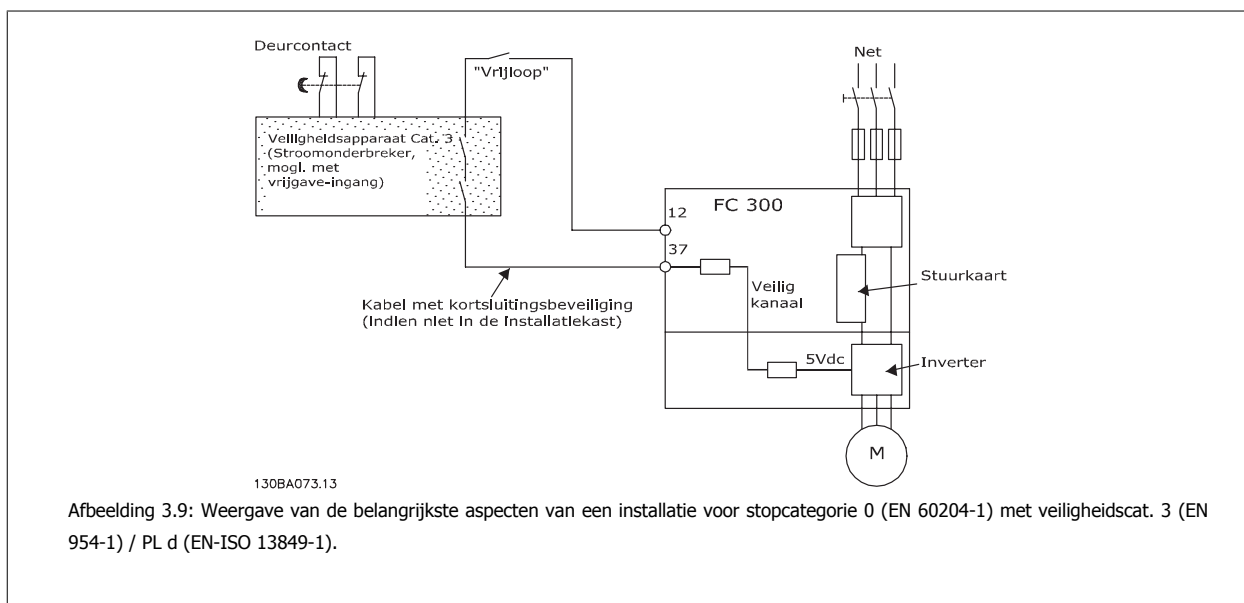 Deurcontact
Net
"Vrijloop"
Veiligheidsapparaat Cat. 3
(Stroomonderbreker,
mogl. met
vrijgave-ingang)
12
FC 300
37
Veilig
kanaal
Stuurkaart
Kabel met kortsluitingsbeveiliging
(Indien niet in de installatiekast)
5Vdc
Inverter
M
130BA073.13
Afbeelding 3.9: Weergave van de belangrijkste aspecten van een installatie voor stopcategorie 0 (EN 60204-1) met veiligheidscat. 3 (EN
954-1) / PL d (EN-ISO 13849-1).